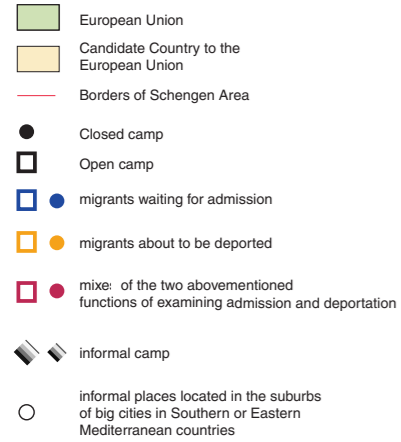 European Union
Candidate Country to the
European Union
Borders of Schengen Area
Closed camp
Open camp
migrants waiting for admission
migrants about to be deported
mixe: of the two abovementioned
functions of examining admission and deportation
informal camp
informal places located in the suburbs
of big cities in Southern or Eastern
Mediterranean countries